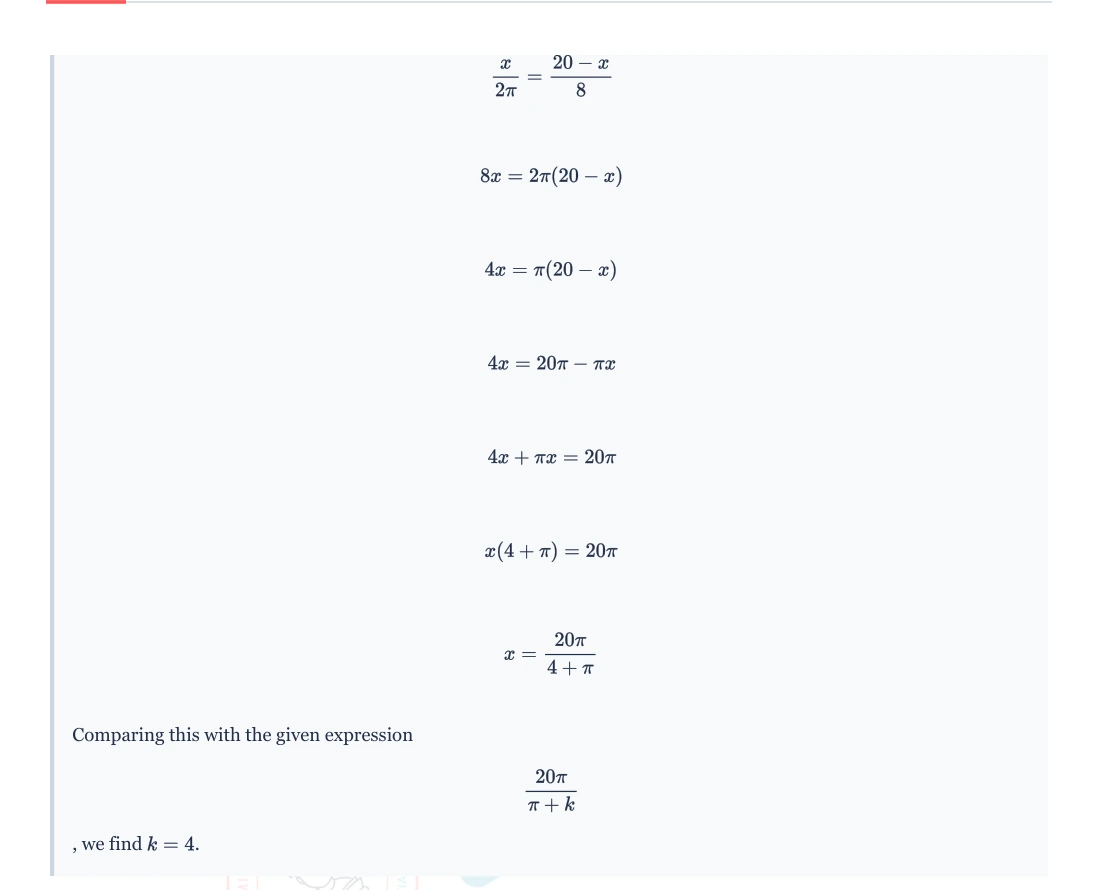 x/2π = (20 − x)/8
8x = 2π(20 − x)
4x = π(20 − x)
4x = 20π − πx
4x + πx = 20π
x(4 + π) = 20π
x = 20π/(4 + π)
Comparing this with the given expression
20π/(π + k)
, we find k = 4.